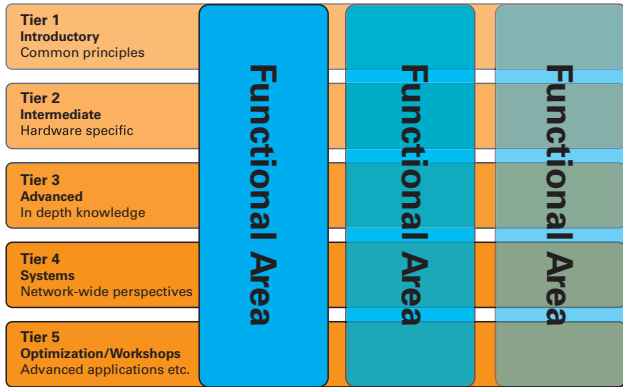 Tier 1
Introductory
Common principles
Tier 2
Intermediate
Hardware specific
Tier 3
Advanced
In depth knowledge
Tier 4
Systems
Network-wide perspectives
Tier 5
Optimization/Workshops
Advanced applications etc.
Functional Area
Functional Area
Functional Area